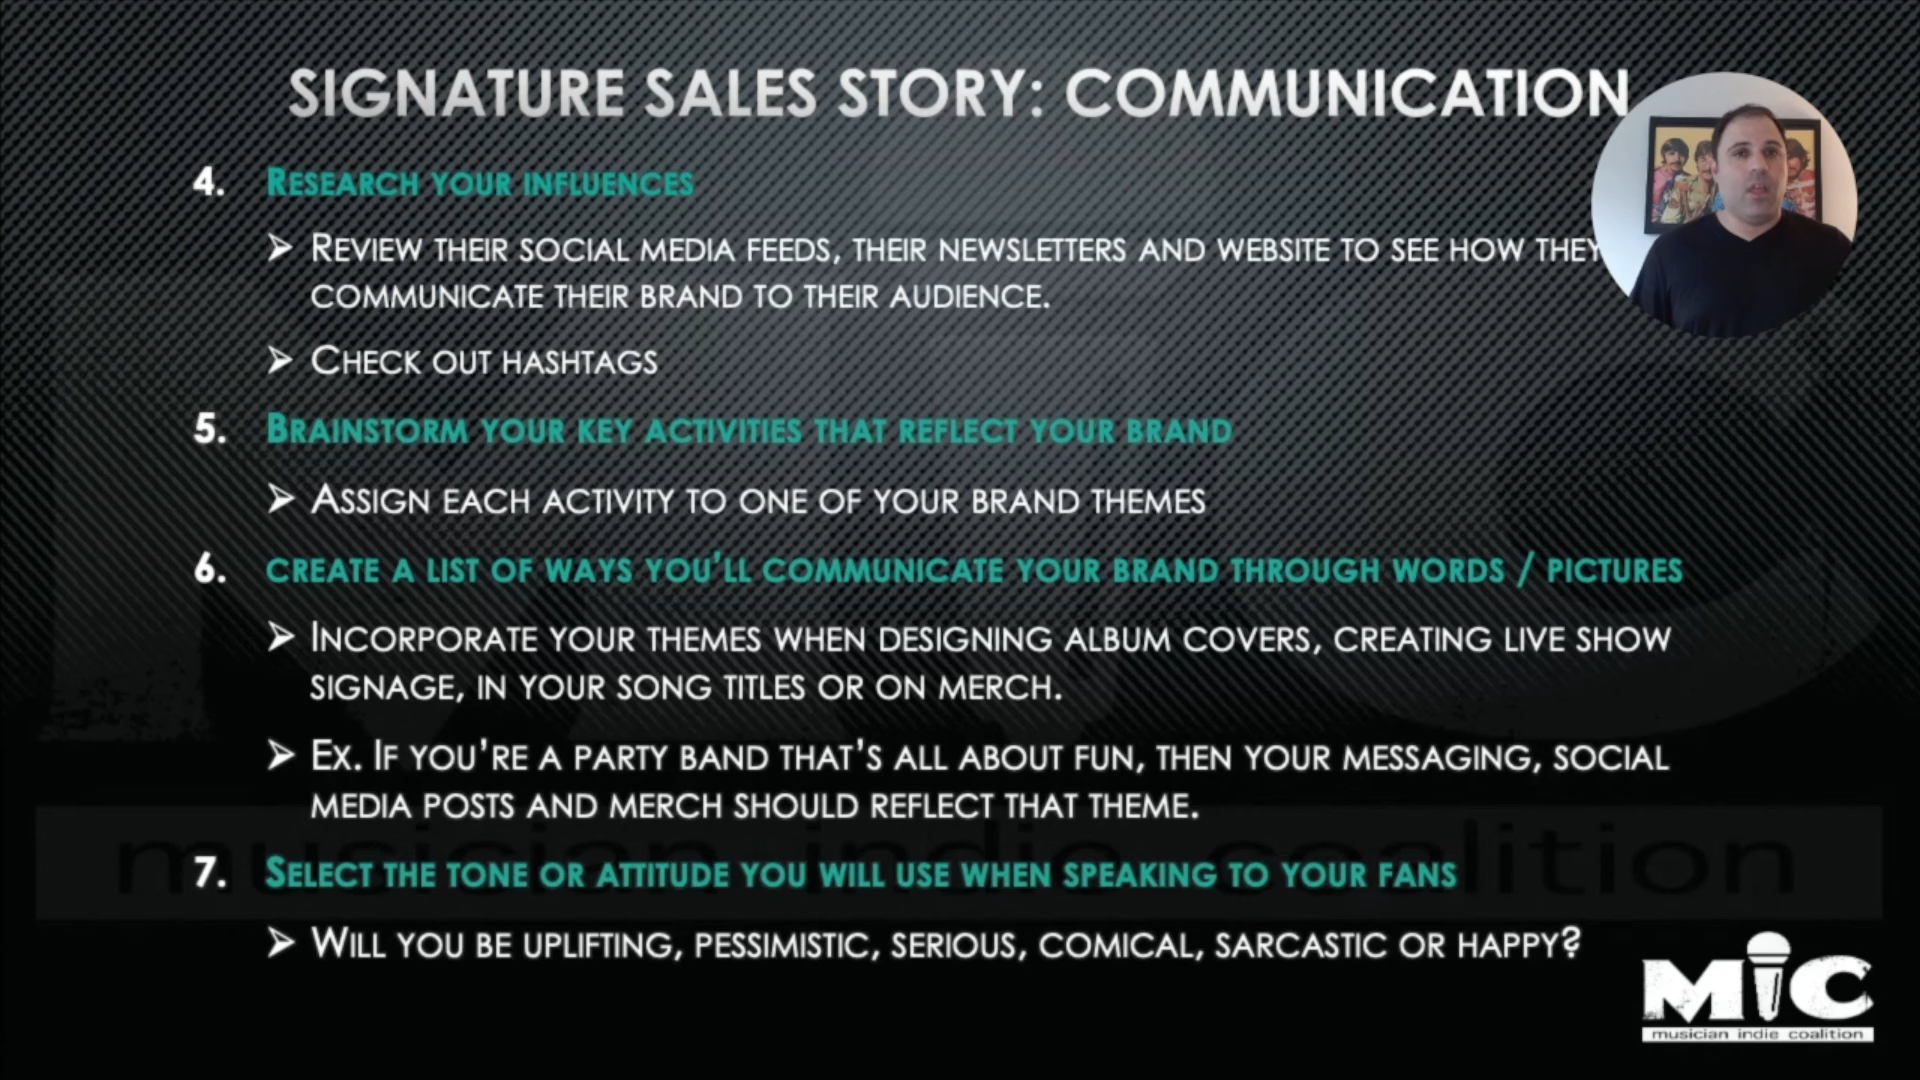 SIGNATURE SALES STORY: COMMUNICATION
4. RESEARCH YOUR INFLUENCES
➢ REVIEW THEIR SOCIAL MEDIA FEEDS, THEIR NEWSLETTERS AND WEBSITE TO SEE HOW THEY
COMMUNICATE THEIR BRAND TO THEIR AUDIENCE.
➢ CHECK OUT HASHTAGS
5. BRAINSTORM YOUR KEY ACTIVITIES THAT REFLECT YOUR BRAND
➢ ASSIGN EACH ACTIVITY TO ONE OF YOUR BRAND THEMES
6. CREATE A LIST OF WAYS YOU'LL COMMUNICATE YOUR BRAND THROUGH WORDS / PICTURES
➢ INCORPORATE YOUR THEMES WHEN DESIGNING ALBUM COVERS, CREATING LIVE SHOW
SIGNAGE, IN YOUR SONG TITLES OR ON MERCH.
➢ EX. IF YOU'RE A PARTY BAND THAT'S ALL ABOUT FUN, THEN YOUR MESSAGING, SOCIAL
MEDIA POSTS AND MERCH SHOULD REFLECT THAT THEME.
musician indie coalition
7. SELECT THE TONE OR ATTITUDE YOU WILL USE WHEN SPEAKING TO YOUR FANS
➢ WILL YOU BE UPLIFTING, PESSIMISTIC, SERIOUS, COMICAL, SARCASTIC OR HAPPY?
MIC
musician indie coalition